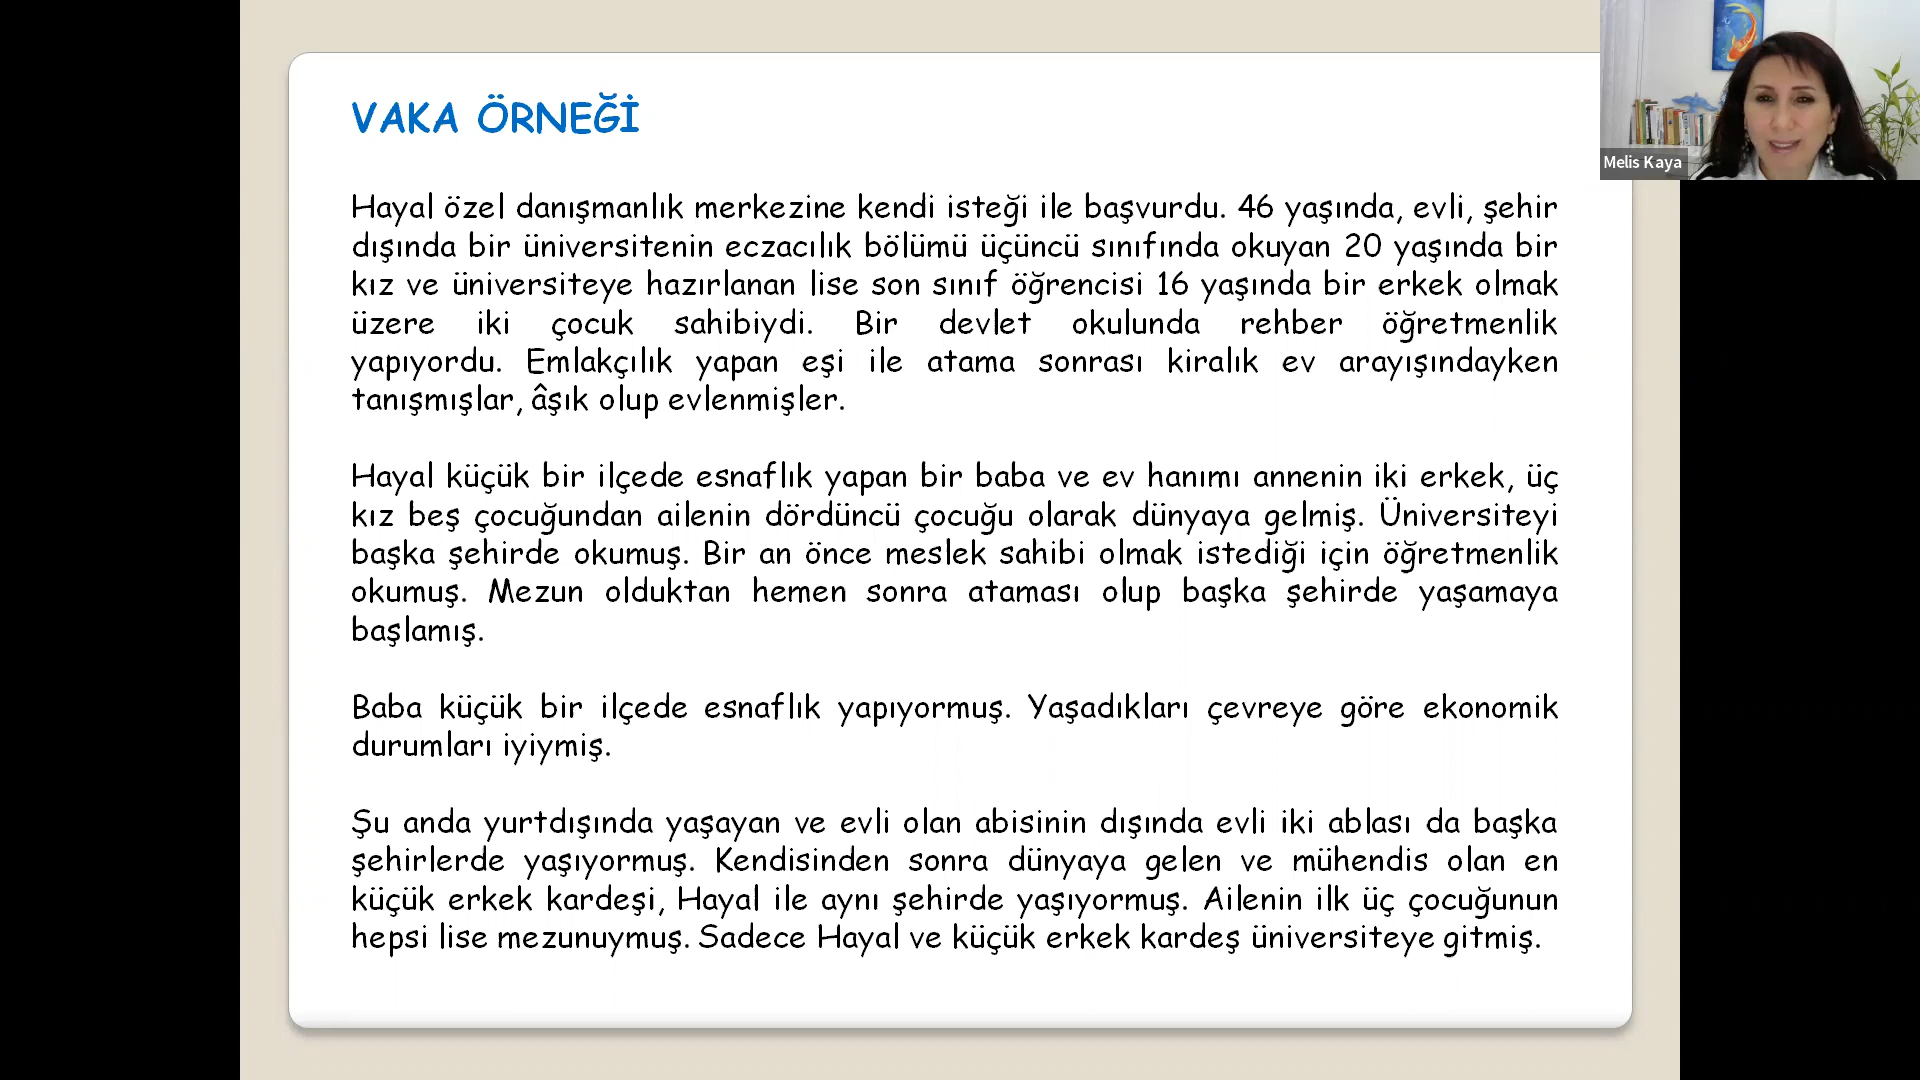 VAKA ÖRNEĞİ
Melis Kaya
Hayal özel danışmanlık merkezine kendi isteği ile başvurdu. 46 yaşında, evli, şehir
dışında bir üniversitenin eczacılık bölümü üçüncü sınıfında okuyan 20 yaşında bir
kız ve üniversiteye hazırlanan lise son sınıf öğrencisi 16 yaşında bir erkek olmak
üzere iki çocuk sahibiydi. Bir devlet okulunda rehber öğretmenlik
yapıyordu. Emlakçılık yapan eşi ile atama sonrası kiralık ev arayışındayken
tanışmışlar, âşık olup evlenmişler.
Hayal küçük bir ilçede esnaflık yapan bir baba ve ev hanımı annenin iki erkek, üç
kız beş çocuğundan ailenin dördüncü çocuğu olarak dünyaya gelmiş. Üniversiteyi
başka şehirde okumuş. Bir an önce meslek sahibi olmak istediği için öğretmenlik
okumuş. Mezun olduktan hemen sonra ataması olup başka şehirde yaşamaya
başlamış.
Baba küçük bir ilçede esnaflık yapıyormuş. Yaşadıkları çevreye göre ekonomik
durumları iyiymiş.
Şu anda yurtdışında yaşayan ve evli olan abisinin dışında evli iki ablası da başka
şehirlerde yaşıyormuş. Kendisinden sonra dünyaya gelen ve mühendis olan en
küçük erkek kardeşi, Hayal ile aynı şehirde yaşıyormuş. Ailenin ilk üç çocuğunun
hepsi lise mezunuymuş. Sadece Hayal ve küçük erkek kardeş üniversiteye gitmiş.